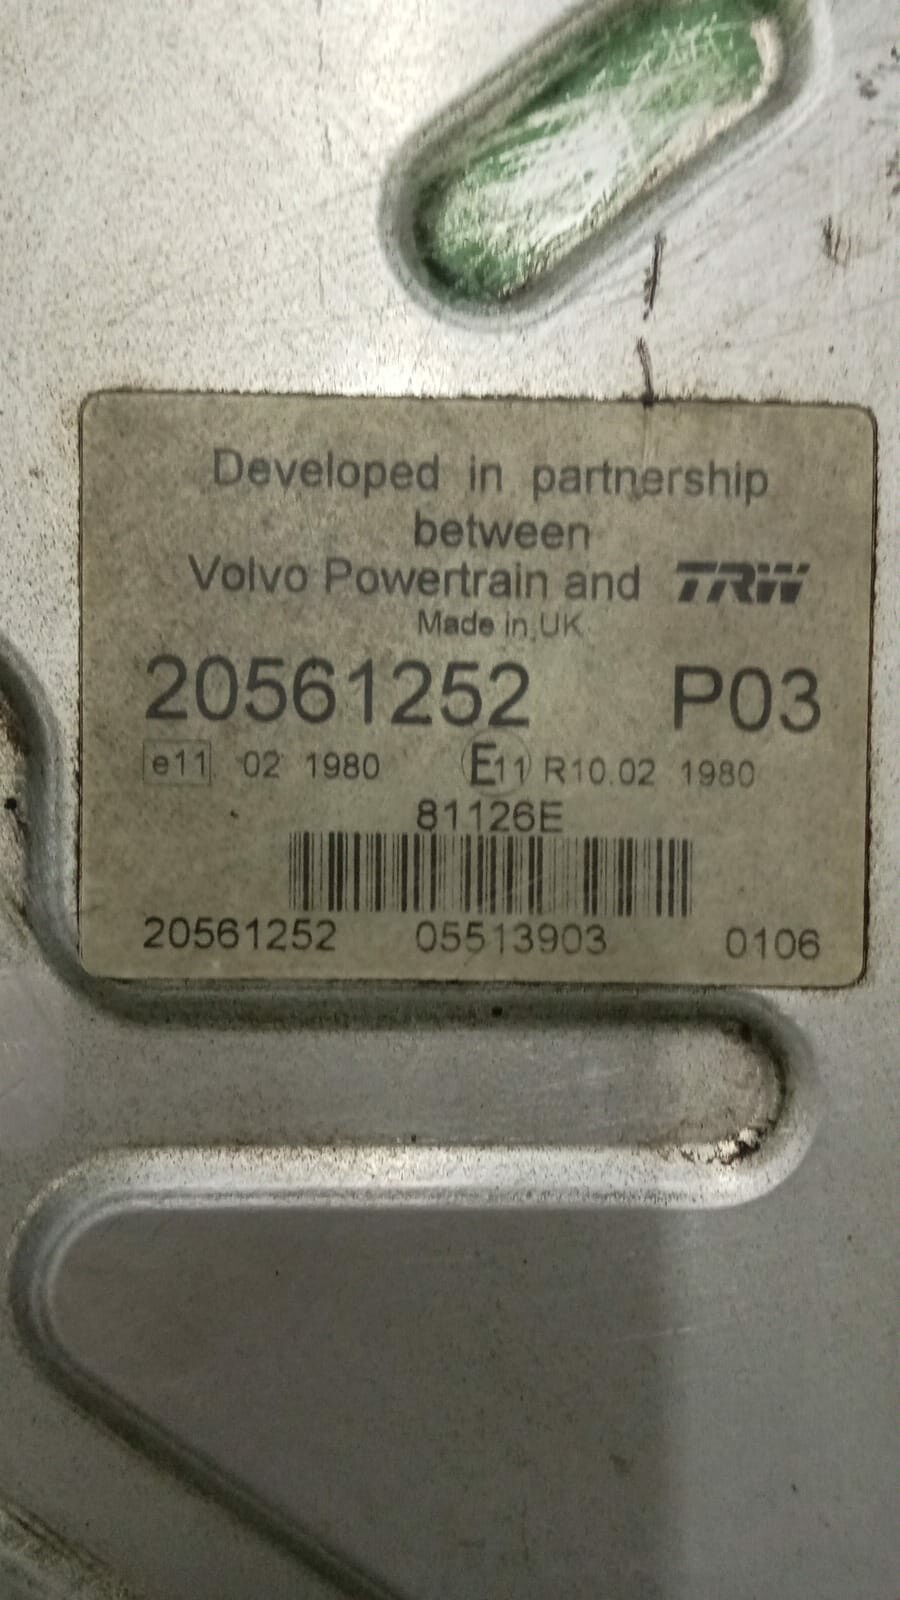 Developed in partnership
between
Volvo Powertrain and TRW
Made in UK
20561252 P03
e11 02 1980 E11 R10.02 1980
81126E
20561252 05513903 0106